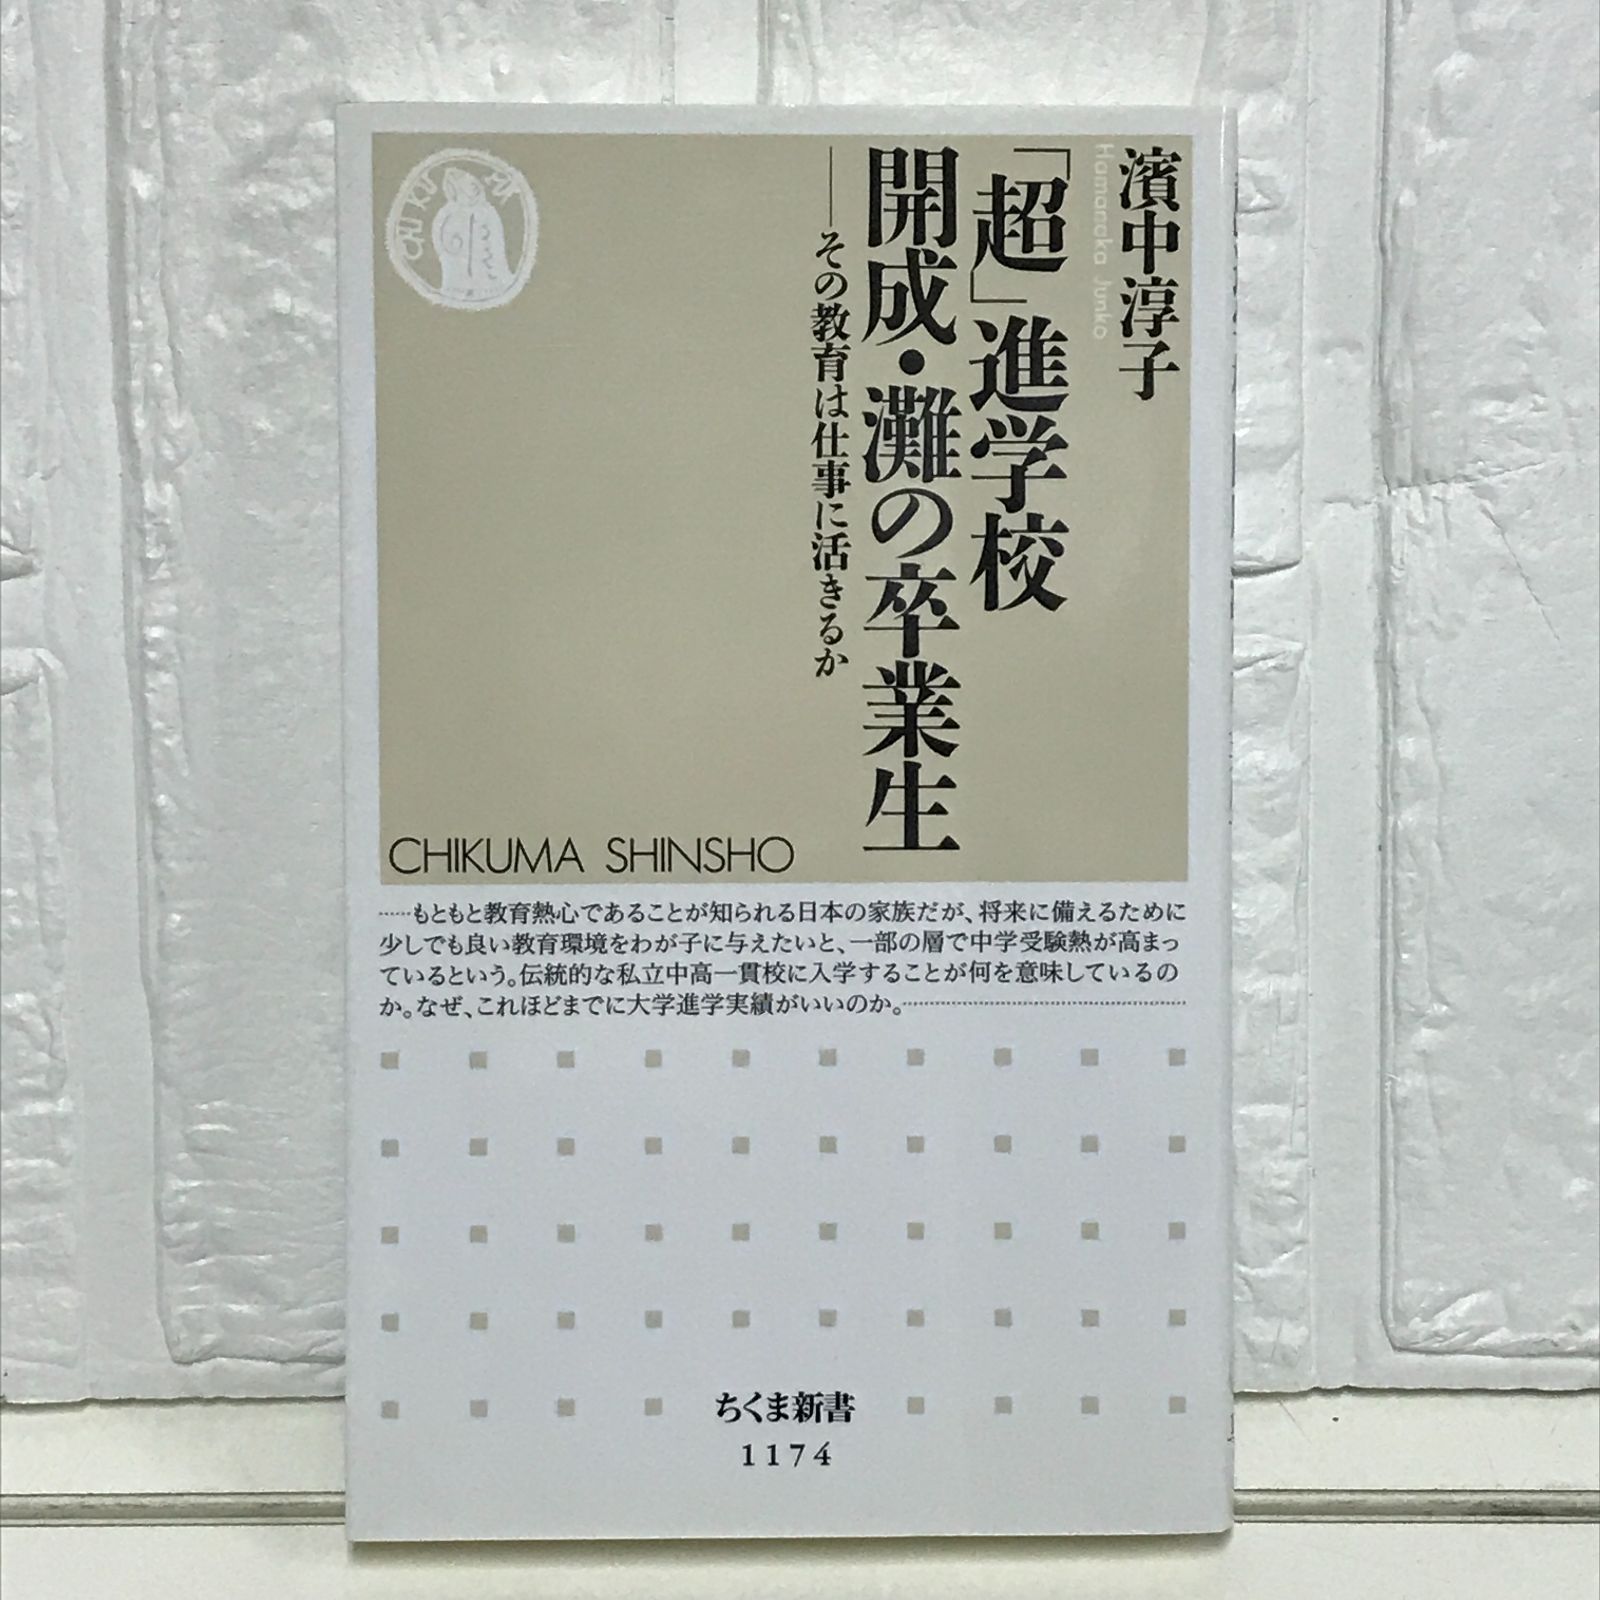 濱中淳子
Hamanaka Junko
「超」進学校
開成・灘の卒業生
──その教育は仕事に活きるか
CHIKUMA
CHIKUMA SHINSHO
……もともと教育熱心であることが知られる日本の家族だが、将来に備えるために
少しでも良い教育環境をわが子に与えたいと、一部の層で中学受験熱が高まっ
ているという。伝統的な私立中高一貫校に入学することが何を意味しているの
か。なぜ、これほどまでに大学進学実績がいいのか。……
ちくま新書
1174